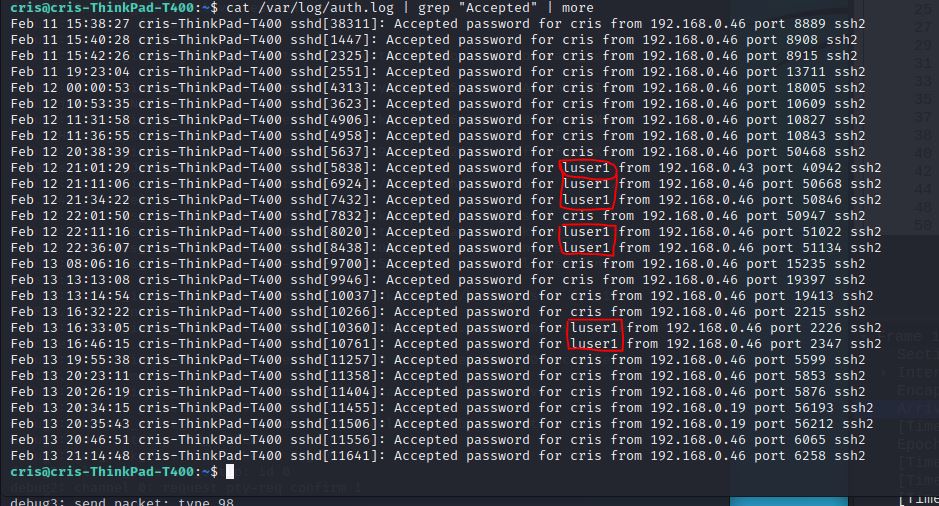 cris@cris-ThinkPad-T400:~$ cat /var/log/auth.log | grep "Accepted" | more
Feb 11 15:38:27 cris-ThinkPad-T400 sshd[38311]: Accepted password for cris from 192.168.0.46 port 8889 ssh2
Feb 11 15:40:28 cris-ThinkPad-T400 sshd[1447]: Accepted password for cris from 192.168.0.46 port 8908 ssh2
Feb 11 15:42:26 cris-ThinkPad-T400 sshd[2325]: Accepted password for cris from 192.168.0.46 port 8915 ssh2
Feb 11 19:23:04 cris-ThinkPad-T400 sshd[2551]: Accepted password for cris from 192.168.0.46 port 13711 ssh2
Feb 12 00:00:53 cris-ThinkPad-T400 sshd[4313]: Accepted password for cris from 192.168.0.46 port 18005 ssh2
Feb 12 10:53:35 cris-ThinkPad-T400 sshd[3623]: Accepted password for cris from 192.168.0.46 port 10609 ssh2
Feb 12 11:31:58 cris-ThinkPad-T400 sshd[4906]: Accepted password for cris from 192.168.0.46 port 10827 ssh2
Feb 12 11:36:55 cris-ThinkPad-T400 sshd[4958]: Accepted password for cris from 192.168.0.46 port 10843 ssh2
Feb 12 20:38:39 cris-ThinkPad-T400 sshd[5637]: Accepted password for cris from 192.168.0.46 port 50468 ssh2
Feb 12 21:01:29 cris-ThinkPad-T400 sshd[5838]: Accepted password for luser1 from 192.168.0.43 port 40942 ssh2
Feb 12 21:11:06 cris-ThinkPad-T400 sshd[6924]: Accepted password for luser1 from 192.168.0.46 port 50668 ssh2
Feb 12 21:34:22 cris-ThinkPad-T400 sshd[7432]: Accepted password for luser1 from 192.168.0.46 port 50846 ssh2
Feb 12 22:01:50 cris-ThinkPad-T400 sshd[7832]: Accepted password for cris from 192.168.0.46 port 50947 ssh2
Feb 12 22:11:16 cris-ThinkPad-T400 sshd[8020]: Accepted password for luser1 from 192.168.0.46 port 51022 ssh2
Feb 12 22:36:07 cris-ThinkPad-T400 sshd[8438]: Accepted password for luser1 from 192.168.0.46 port 51134 ssh2
Feb 13 08:06:16 cris-ThinkPad-T400 sshd[9700]: Accepted password for cris from 192.168.0.46 port 15235 ssh2
Feb 13 13:13:08 cris-ThinkPad-T400 sshd[9946]: Accepted password for cris from 192.168.0.46 port 19397 ssh2
Feb 13 13:14:54 cris-ThinkPad-T400 sshd[10037]: Accepted password for cris from 192.168.0.46 port 19413 ssh2
Feb 13 16:32:22 cris-ThinkPad-T400 sshd[10266]: Accepted password for cris from 192.168.0.46 port 2215 ssh2
Feb 13 16:33:05 cris-ThinkPad-T400 sshd[10360]: Accepted password for luser1 from 192.168.0.46 port 2226 ssh2
Feb 13 16:46:15 cris-ThinkPad-T400 sshd[10761]: Accepted password for luser1 from 192.168.0.46 port 2347 ssh2
Feb 13 19:55:38 cris-ThinkPad-T400 sshd[11257]: Accepted password for cris from 192.168.0.46 port 5599 ssh2
Feb 13 20:23:11 cris-ThinkPad-T400 sshd[11358]: Accepted password for cris from 192.168.0.46 port 5853 ssh2
Feb 13 20:26:19 cris-ThinkPad-T400 sshd[11404]: Accepted password for cris from 192.168.0.46 port 5876 ssh2
Feb 13 20:34:15 cris-ThinkPad-T400 sshd[11455]: Accepted password for cris from 192.168.0.19 port 56193 ssh2
Feb 13 20:35:43 cris-ThinkPad-T400 sshd[11506]: Accepted password for cris from 192.168.0.19 port 56212 ssh2
Feb 13 20:46:51 cris-ThinkPad-T400 sshd[11556]: Accepted password for cris from 192.168.0.46 port 6065 ssh2
Feb 13 21:14:48 cris-ThinkPad-T400 sshd[11641]: Accepted password for cris from 192.168.0.46 port 6258 ssh2
cris@cris-ThinkPad-T400:~$
debug3: send packet: type 98